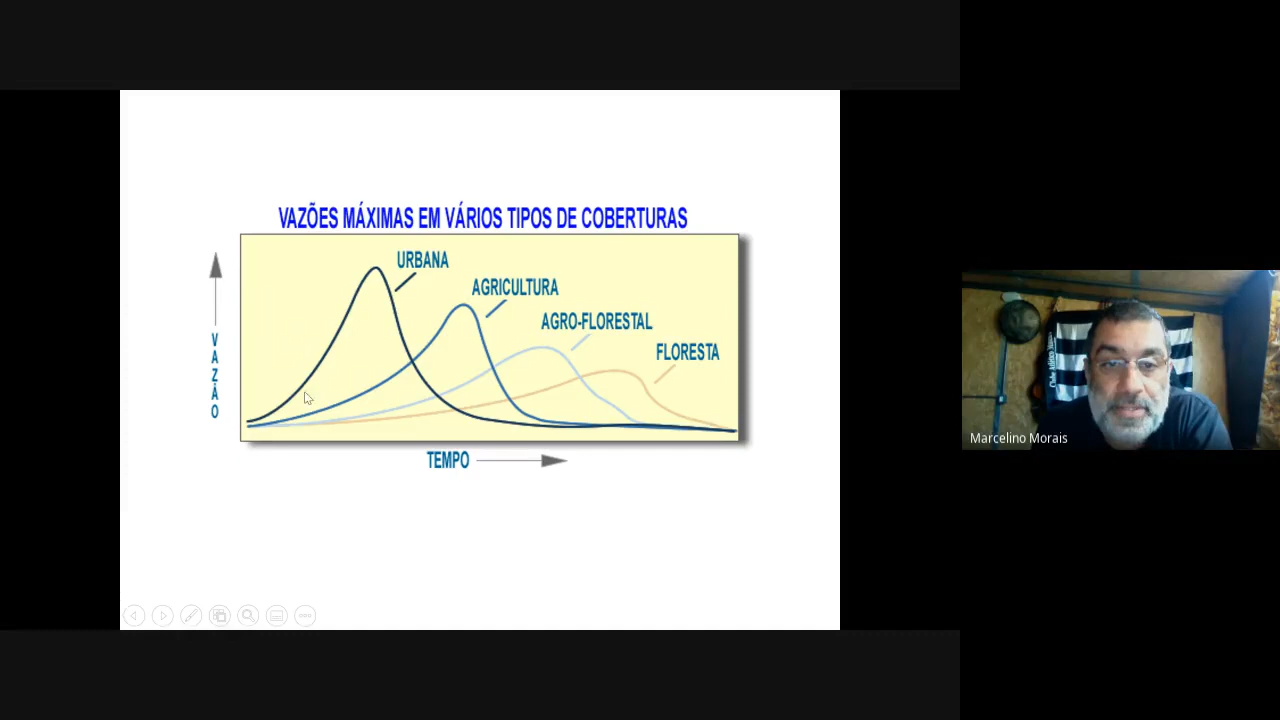 VAZÕES MÁXIMAS EM VÁRIOS TIPOS DE COBERTURAS
URBANA
AGRICULTURA
AGRO-FLORESTAL
FLORESTA
VAZÃO
TEMPO
Marcelino Morais